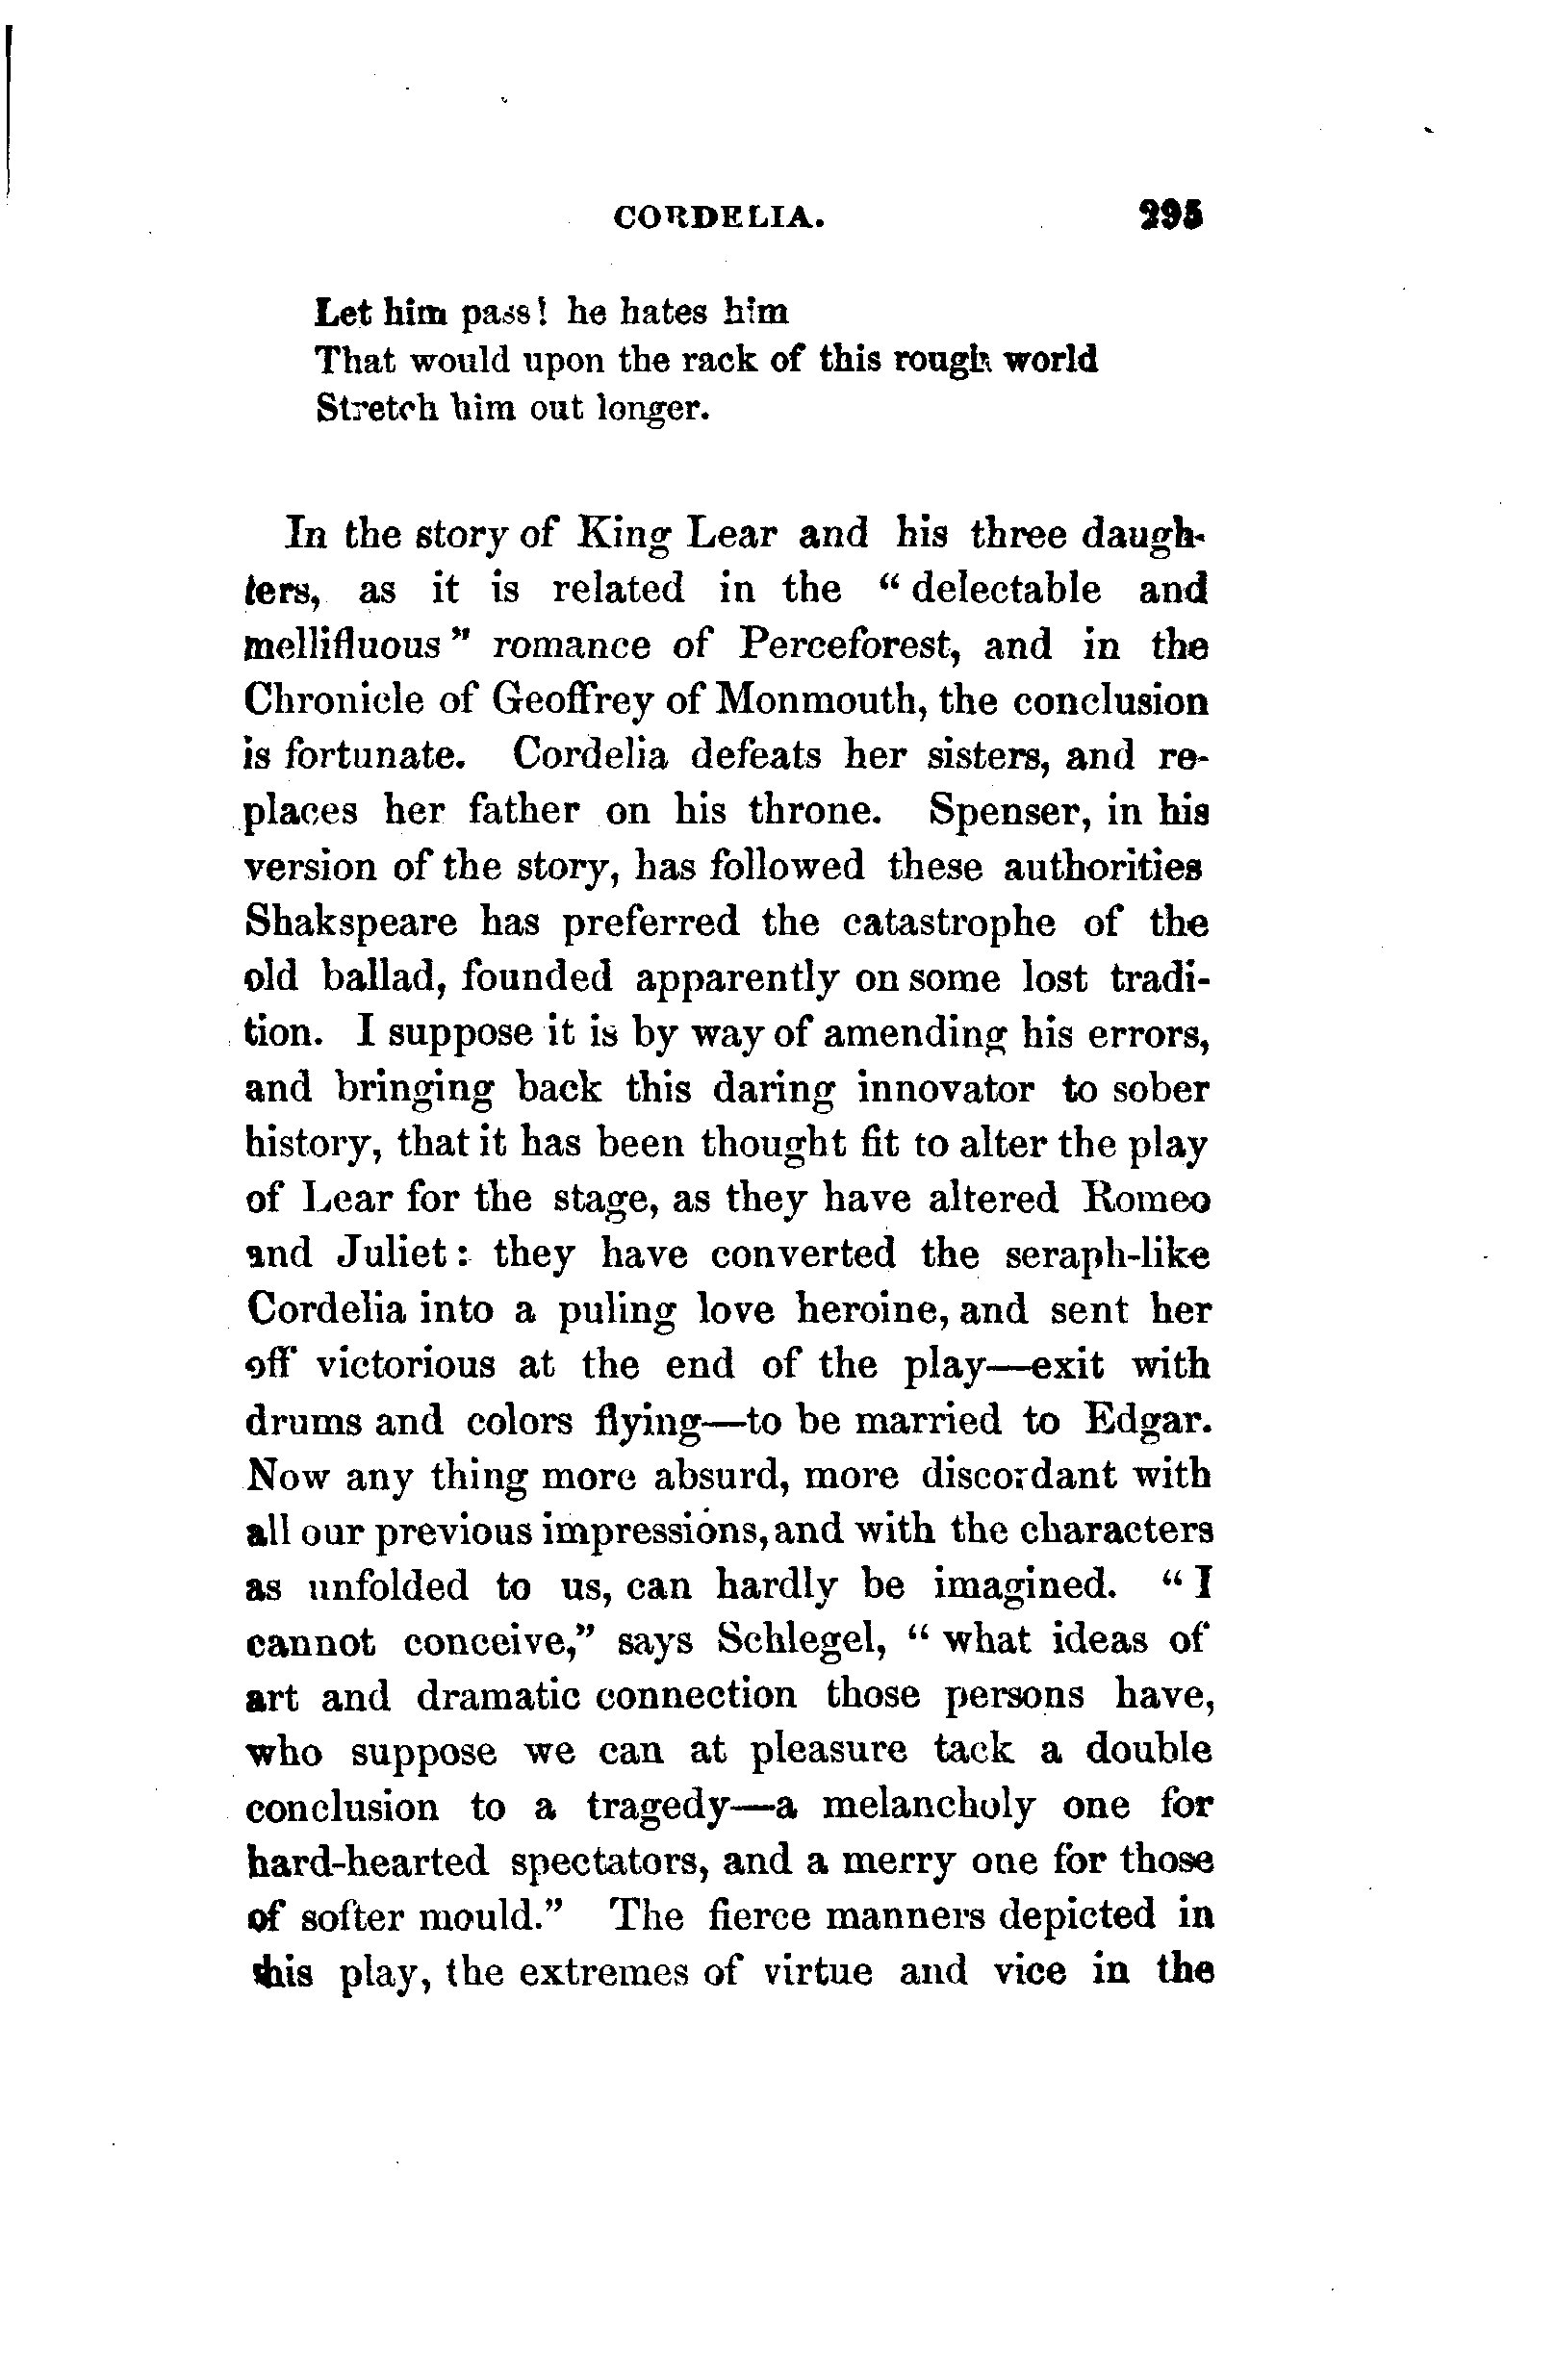 CORDELIA. 295
Let him pass! he hates him
That would upon the rack of this rough world
Stretch him out longer.
In the story of King Lear and his three daugh-
ters, as it is related in the “delectable and
mellifluous” romance of Perceforest, and in the
Chronicle of Geoffrey of Monmouth, the conclusion
is fortunate. Cordelia defeats her sisters, and re-
places her father on his throne. Spenser, in his
version of the story, has followed these authorities
Shakspeare has preferred the catastrophe of the
old ballad, founded apparently on some lost tradi-
tion. I suppose it is by way of amending his errors,
and bringing back this daring innovator to sober
history, that it has been thought fit to alter the play
of Lear for the stage, as they have altered Romeo
and Juliet: they have converted the seraph-like
Cordelia into a puling love heroine, and sent her
off victorious at the end of the play—exit with
drums and colors flying—to be married to Edgar.
Now any thing more absurd, more discordant with
all our previous impressions, and with the characters
as unfolded to us, can hardly be imagined. “I
cannot conceive,” says Schlegel, “what ideas of
art and dramatic connection those persons have,
who suppose we can at pleasure tack a double
conclusion to a tragedy—a melancholy one for
hard-hearted spectators, and a merry one for those
of softer mould.” The fierce manners depicted in
this play, the extremes of virtue and vice in the